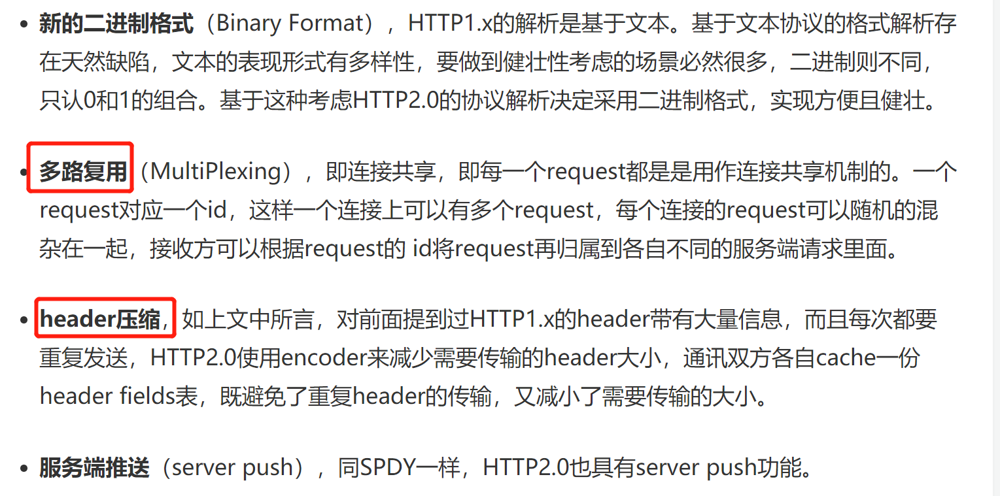 新的二进制格式（Binary Format），HTTP1.x的解析是基于文本。基于文本协议的格式解析存
在天然缺陷，文本的表现形式有多样性，要做到健壮性考虑的场景必然很多，二进制则不同，
只认0和1的组合。基于这种考虑HTTP2.0的协议解析决定采用二进制格式，实现方便且健壮。
多路复用（MultiPlexing），即连接共享，即每一个request都是是用作连接共享机制的。一个
request对应一个id，这样一个连接上可以有多个request，每个连接的request可以随机的混
杂在一起，接收方可以根据request的 id将request再归属到各自不同的服务端请求里面。
header压缩，如上文中所言，对前面提到过HTTP1.x的header带有大量信息，而且每次都要
重复发送，HTTP2.0使用encoder来减少需要传输的header大小，通讯双方各自cache一份
header fields表，既避免了重复header的传输，又减小了需要传输的大小。
服务端推送（server push），同SPDY一样，HTTP2.0也具有server push功能。